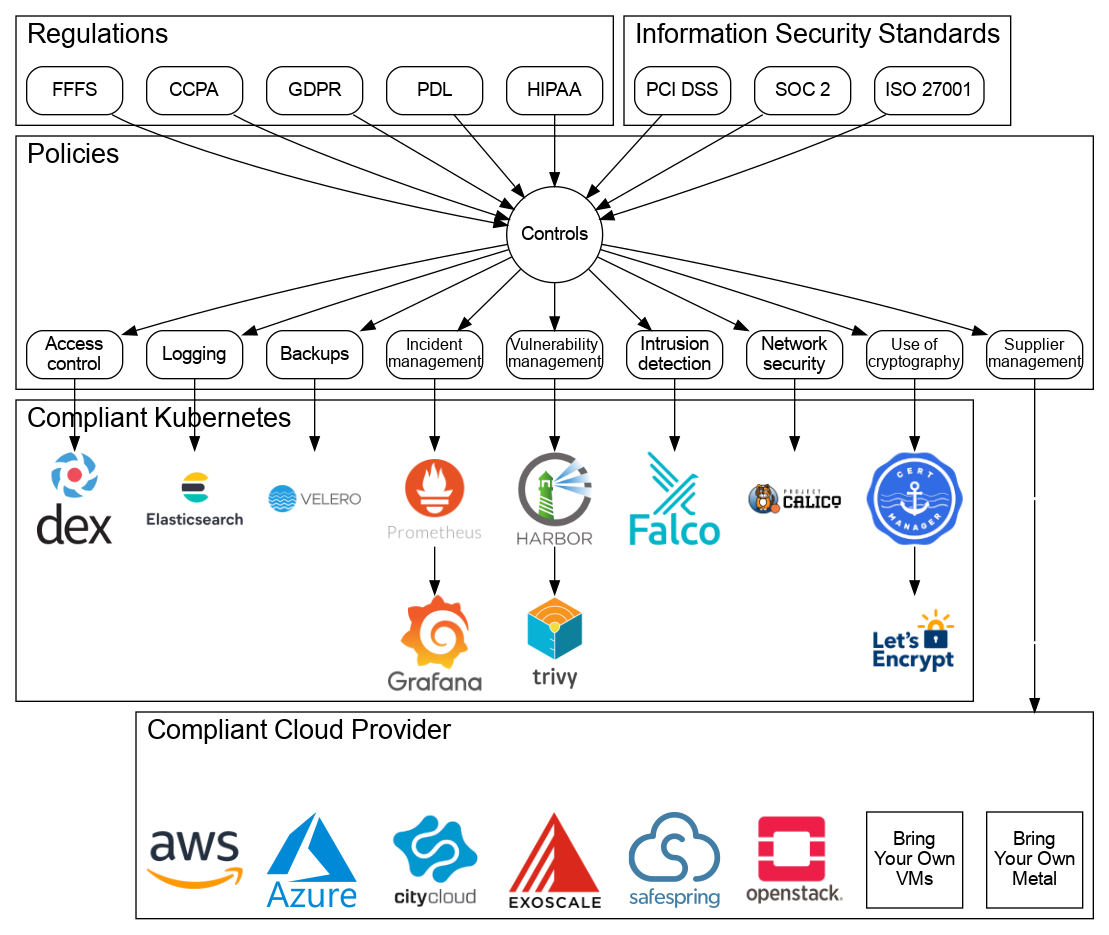 Regulations
Information Security Standards
FFFS
CCPA
GDPR
PDL
HIPAA
PCI DSS
SOC 2
ISO 27001
Policies
Controls
Access
control
Logging
Backups
Incident
management
Vulnerability
management
Intrusion
detection
Network
security
Use of
cryptography
Supplier
management
Compliant Kubernetes
dex
Elasticsearch
VELERO
Prometheus
HARBOR
Falco
PROJECT
CALICO
CERT
MANAGER
Grafana
trivy
Let's
Encrypt
Compliant Cloud Provider
aws
Azure
citycloud
EXOSCALE
safespring
openstack.
Bring
Your Own
VMs
Bring
Your Own
Metal